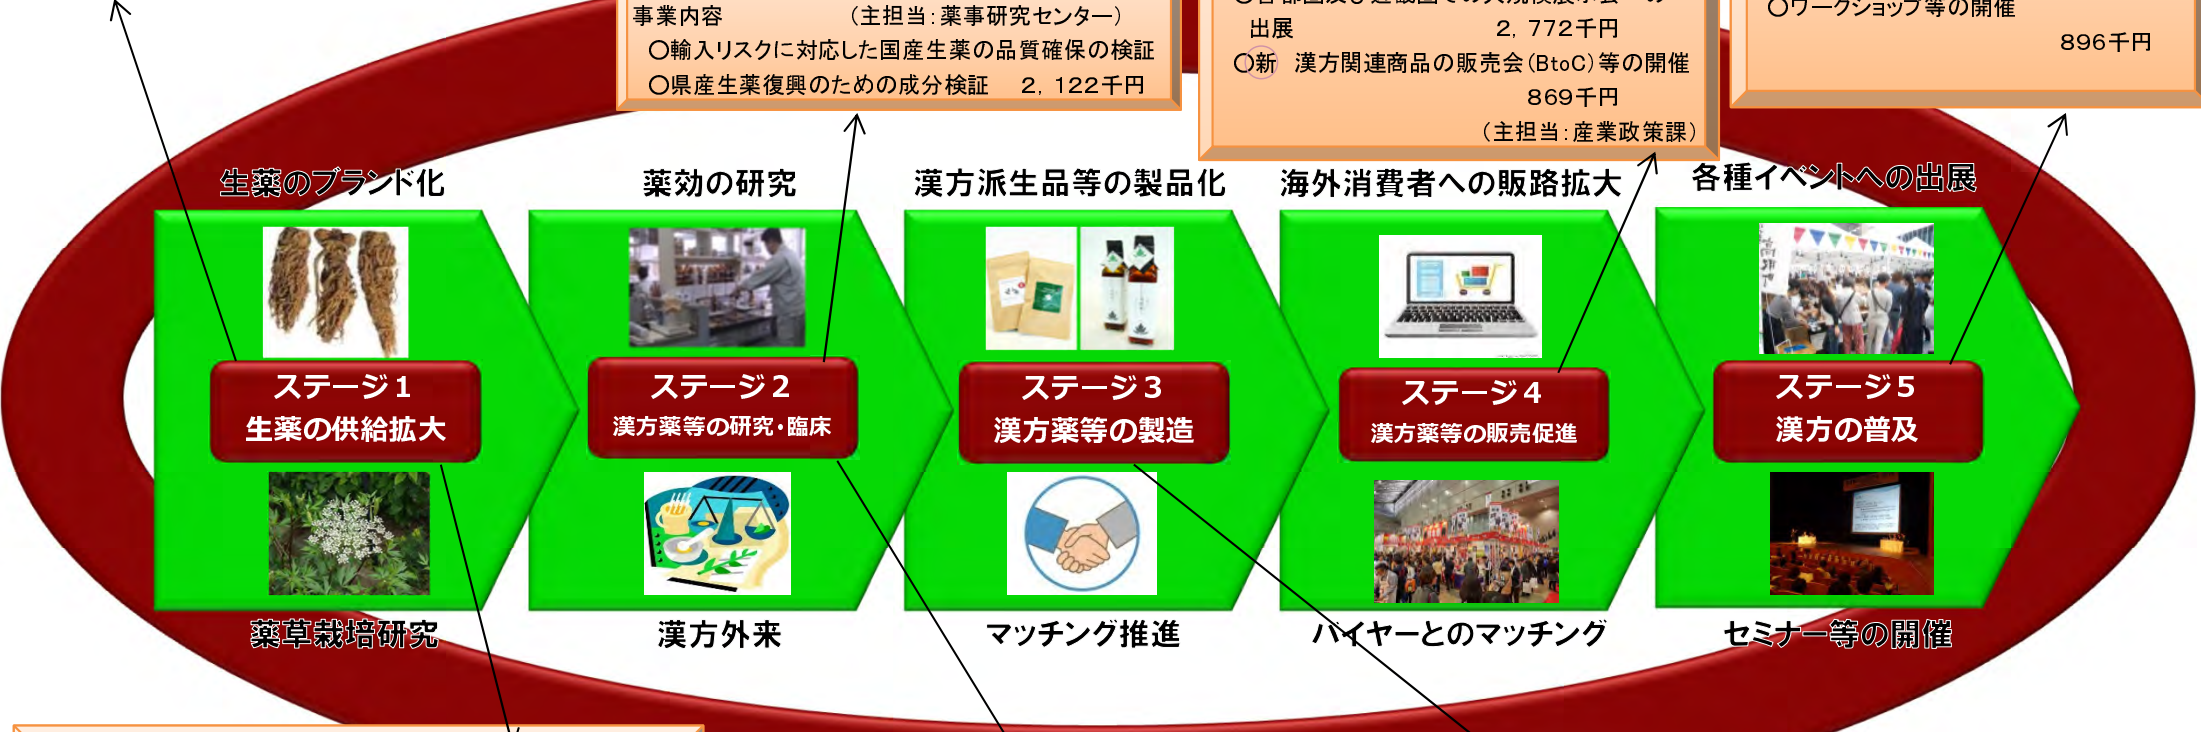 事業内容　（主担当：薬事研究センター）
〇輸入リスクに対応した国産生薬の品質確保の検証
〇県産生薬復興のための成分検証　2，122千円
出展　2，772千円
〇新　漢方関連商品の販売会（BtoC）等の開催
869千円
（主担当：産業政策課）
〇ワークショップ等の開催
896千円
生薬のブランド化
薬効の研究
漢方派生品等の製品化
海外消費者への販路拡大
各種イベントへの出展
ステージ1
生薬の供給拡大
ステージ2
漢方薬等の研究・臨床
ステージ3
漢方薬等の製造
ステージ4
漢方薬等の販売促進
ステージ5
漢方の普及
薬草栽培研究
漢方外来
マッチング推進
バイヤーとのマッチング
セミナー等の開催